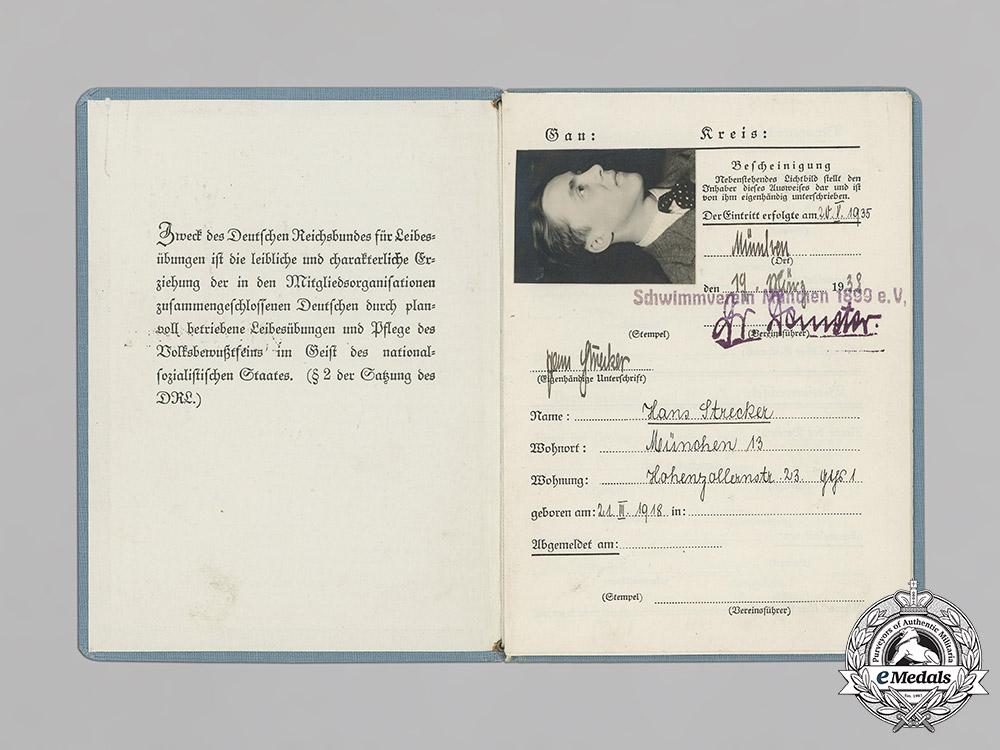 Zweck des Deutschen Reichsbundes für Leibes-
übungen ist die leibliche und charakterliche Er-
ziehung der in den Mitgliedsorganisationen
zusammengeschlossenen Deutschen durch plan-
voll betriebene Leibesübungen und Pflege des
Volksbewußtseins im Geist des national-
sozialistischen Staates. (§ 2 der Satzung des
DRL.)
Gau: Kreis:
Bescheinigung
Nebenstehendes Lichtbild stellt den
Inhaber dieses Ausweises dar und ist
von ihm eigenhändig unterschrieben.
Der Eintritt erfolgte am 20. V. 1935
München
(Ort)
den 19. März 1938
Schwimmverein München 1899 e.V.
(Stempel) (Vereinsführer)
Strecker
(Eigenhändige Unterschrift)
Name: Hans Strecker
Wohnort: München 13
Wohnung: Hohenzollernstr. 23
geboren am: 21. III. 1918 in:
Abgemeldet am:
(Stempel)
(Vereinsführer)
Purveyors of Authentic Militaria
eMedals
Est. 1967